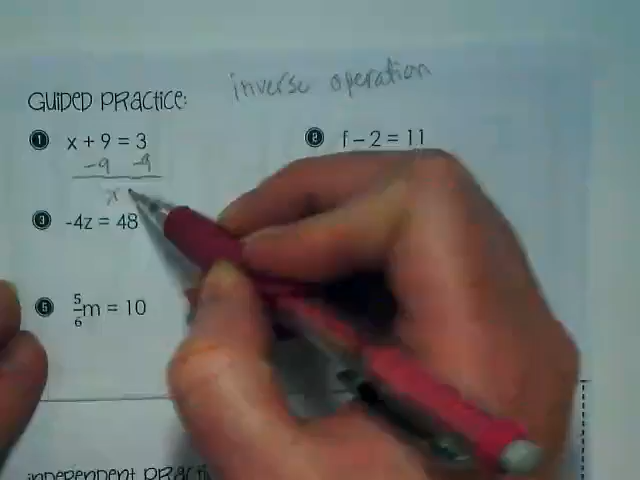 inverse operation
GUIDED PRACTICE:
1 x + 9 = 3
-9 -9
x
2 f - 2 = 11
3 -4z = 48
5 5/6m = 10
INDEPENDENT PRACTI